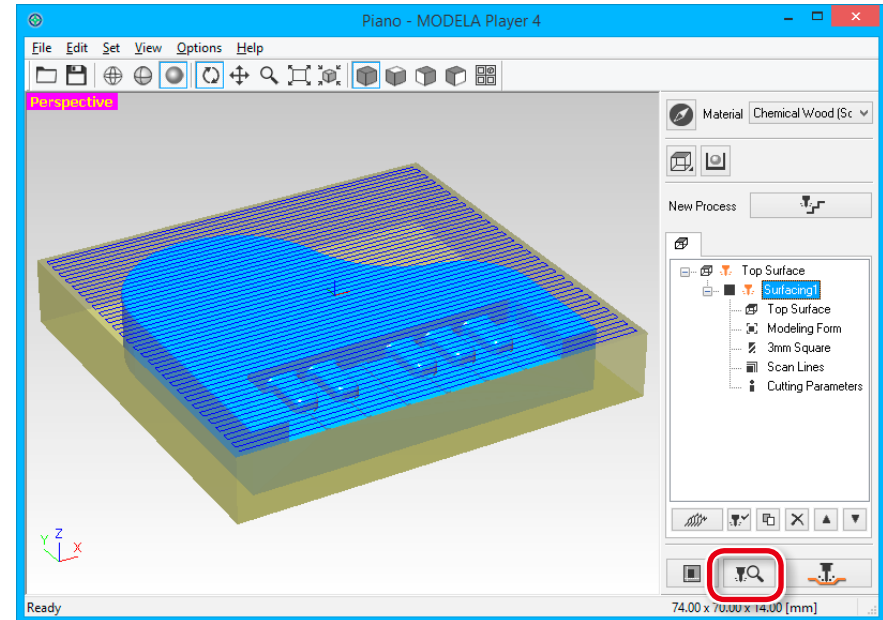 Piano - MODELA Player 4
File Edit Set View Options Help
Perspective
Material Chemical Wood (Sc
New Process
Top Surface
Surfacing1
Top Surface
Modeling Form
3mm Square
Scan Lines
Cutting Parameters
Z
Y
X
Ready
74.00 x 70.00 x 14.00 [mm]